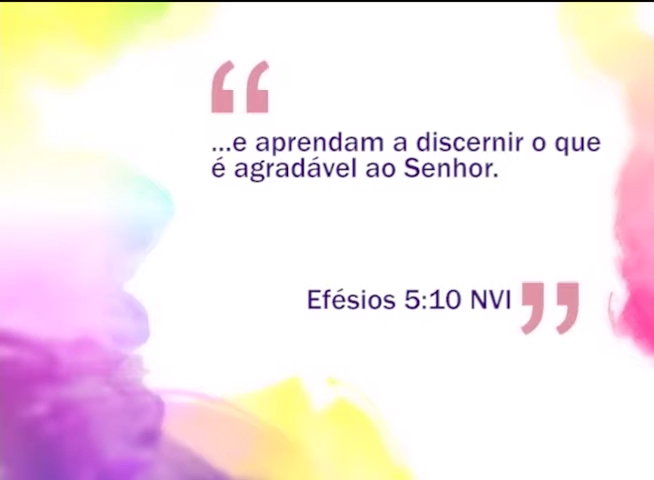 “
...e aprendam a discernir o que
é agradável ao Senhor.
Efésios 5:10 NVI ”